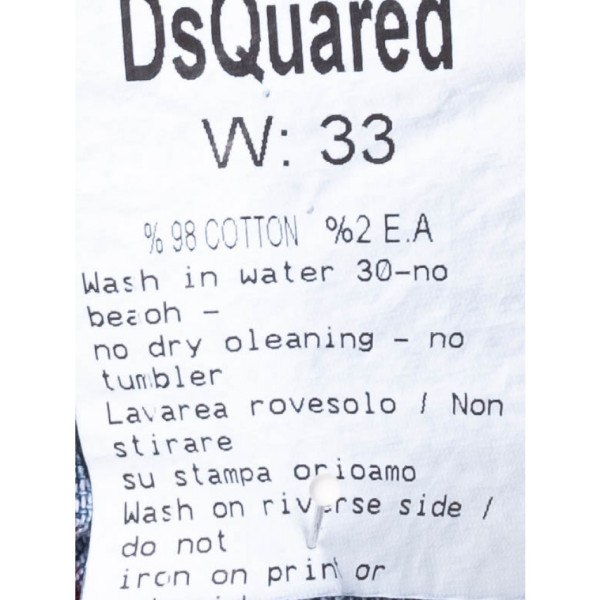 DsQuared
W: 33
% 98 COTTON %2 E.A
Wash in water 30-no
beaoh -
no dry oleaning - no
tumbler
Lavarea rovesolo / Non
stirare
su stampa orioamo
Wash on riverse side /
do not
iron on print or